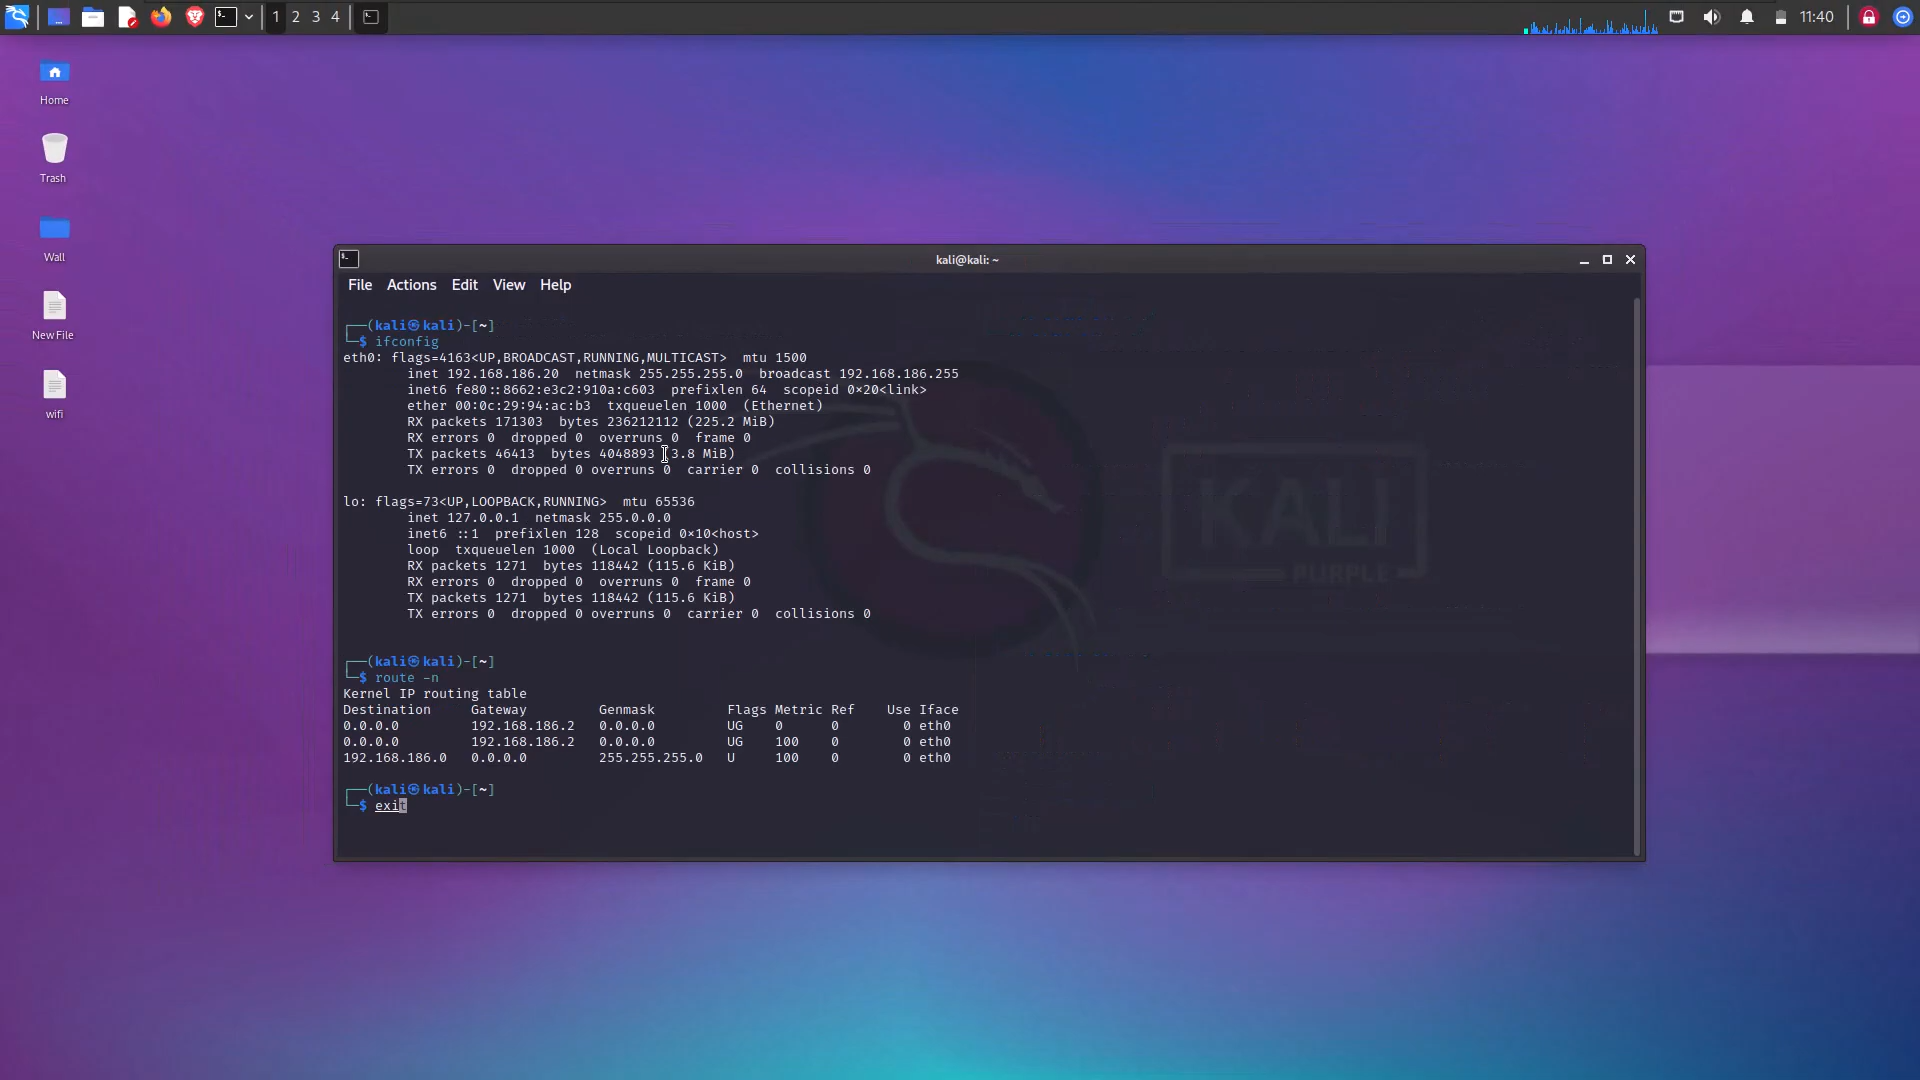 1 2 3 4
11:40
Home
Trash
Wall
New File
wifi
kali@kali: ~
File Actions Edit View Help
┌──(kali㉿kali)-[~]
└─$ ifconfig
eth0: flags=4163<UP,BROADCAST,RUNNING,MULTICAST>  mtu 1500
        inet 192.168.186.20  netmask 255.255.255.0  broadcast 192.168.186.255
        inet6 fe80::8662:e3c2:910a:c603  prefixlen 64  scopeid 0×20<link>
        ether 00:0c:29:94:ac:b3  txqueuelen 1000  (Ethernet)
        RX packets 171303  bytes 236212112 (225.2 MiB)
        RX errors 0  dropped 0  overruns 0  frame 0
        TX packets 46413  bytes 4048893 (3.8 MiB)
        TX errors 0  dropped 0 overruns 0  carrier 0  collisions 0
lo: flags=73<UP,LOOPBACK,RUNNING>  mtu 65536
        inet 127.0.0.1  netmask 255.0.0.0
        inet6 ::1  prefixlen 128  scopeid 0×10<host>
        loop  txqueuelen 1000  (Local Loopback)
        RX packets 1271  bytes 118442 (115.6 KiB)
        RX errors 0  dropped 0  overruns 0  frame 0
        TX packets 1271  bytes 118442 (115.6 KiB)
        TX errors 0  dropped 0 overruns 0  carrier 0  collisions 0
┌──(kali㉿kali)-[~]
└─$ route -n
Kernel IP routing table
Destination     Gateway         Genmask         Flags Metric Ref    Use Iface
0.0.0.0         192.168.186.2   0.0.0.0         UG    0      0        0 eth0
0.0.0.0         192.168.186.2   0.0.0.0         UG    100    0        0 eth0
192.168.186.0   0.0.0.0         255.255.255.0   U     100    0        0 eth0
┌──(kali㉿kali)-[~]
└─$ exit
KALI
PURPLE